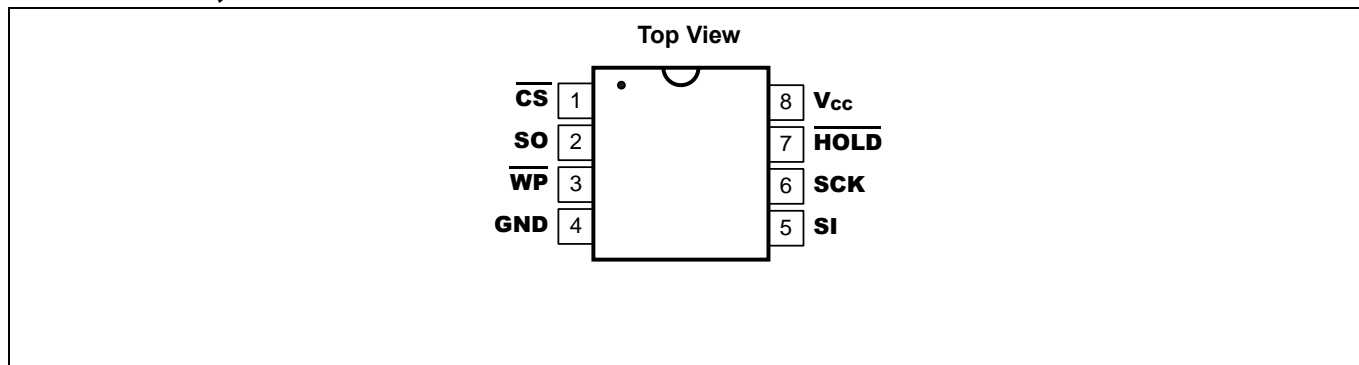 Top View
CS 1
SO 2
WP 3
GND 4
8 Vcc
7 HOLD
6 SCK
5 SI